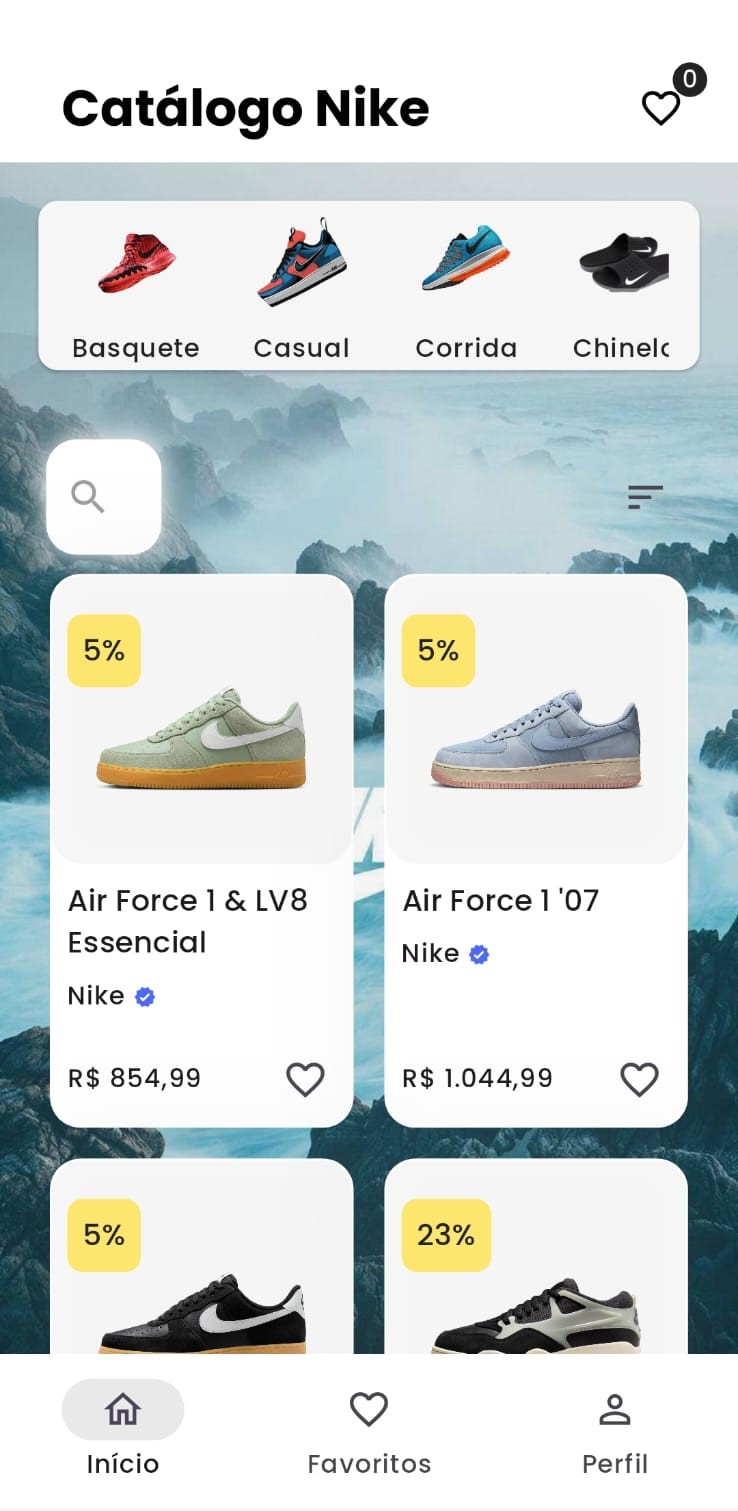 Catálogo Nike
0
Basquete
Casual
Corrida
Chinelo
5%
5%
Air Force 1 & LV8
Essencial
Nike
R$ 854,99
Air Force 1 '07
Nike
R$ 1.044,99
5%
23%
Início
Favoritos
Perfil